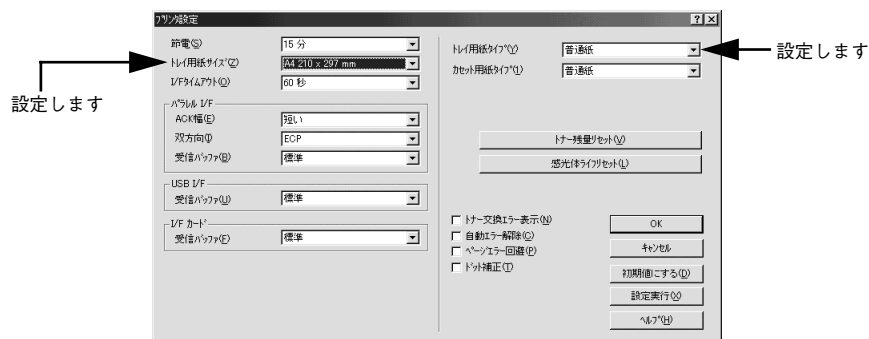 プリンタ設定
節電(S)
15 分
トレイ用紙サイズ(Z)
A4 210 x 297 mm
I/Fタイムアウト(O)
60 秒
設定します
パラレル I/F
ACK幅(E)
短い
双方向(I)
ECP
受信バッファ(B)
標準
USB I/F
受信バッファ(U)
標準
I/F カード
受信バッファ(F)
標準
トレイ用紙タイプ(Y)
普通紙
設定します
カセット用紙タイプ(1)
普通紙
トナー残量リセット(V)
感光体ライフリセット(L)
トナー交換エラー表示(N)
自動エラー解除(C)
ページエラー回避(P)
ドット補正(T)
OK
キャンセル
初期値にする(D)
設定実行(X)
ヘルプ(H)